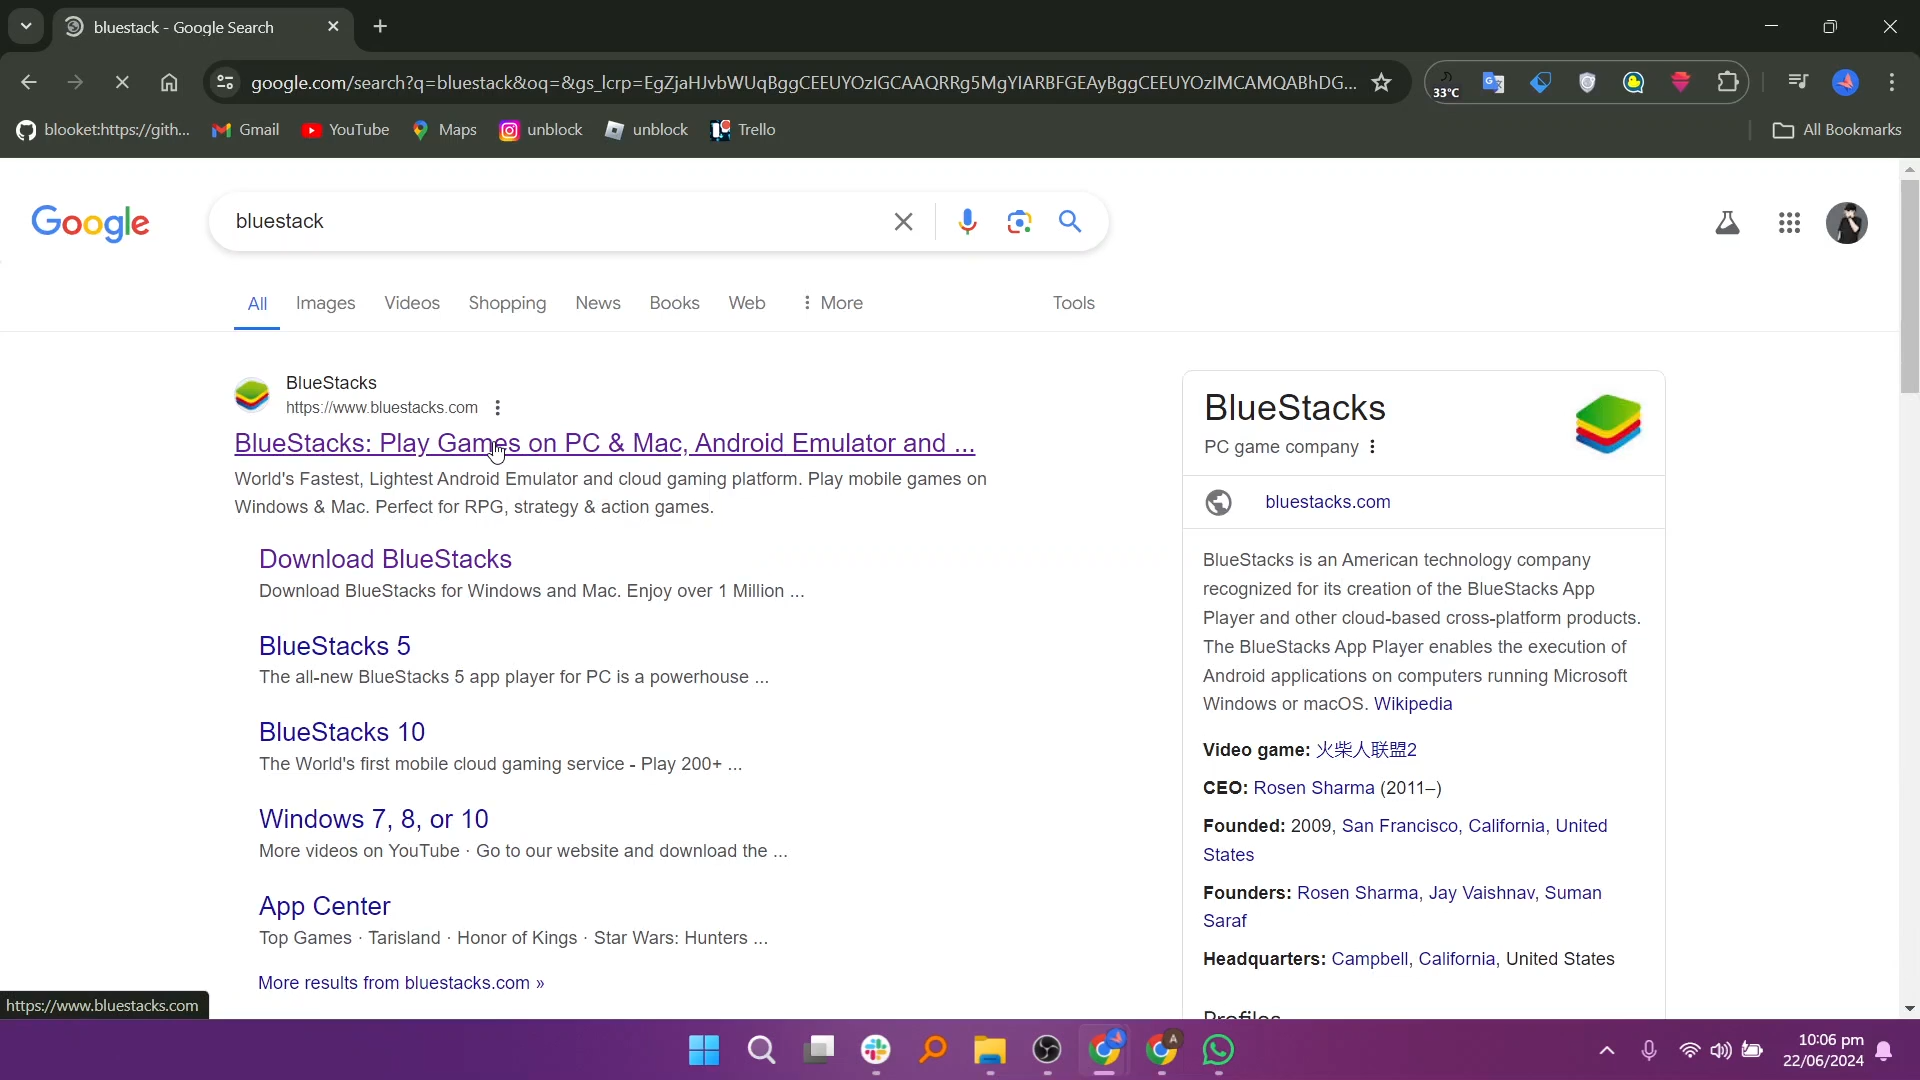 bluestack - Google Search
google.com/search?q=bluestack&oq=&gs_lcrp=EgZjaHJvbWUqBggCEEUYOzIGCAAQRRg5MgYIARBFGEAyBggCEEUYOzIMCAMQABhDG...
33°C
blooket:https://gith...
Gmail
YouTube
Maps
unblock
unblock
Trello
All Bookmarks
Google
bluestack
All
Images
Videos
Shopping
News
Books
Web
More
Tools
BlueStacks
https://www.bluestacks.com
BlueStacks: Play Games on PC & Mac, Android Emulator and ...
World's Fastest, Lightest Android Emulator and cloud gaming platform. Play mobile games on
Windows & Mac. Perfect for RPG, strategy & action games.
Download BlueStacks
Download BlueStacks for Windows and Mac. Enjoy over 1 Million ...
BlueStacks 5
The all-new BlueStacks 5 app player for PC is a powerhouse ...
BlueStacks 10
The World's first mobile cloud gaming service - Play 200+ ...
Windows 7, 8, or 10
More videos on YouTube · Go to our website and download the ...
App Center
Top Games · Tarisland · Honor of Kings · Star Wars: Hunters ...
More results from bluestacks.com »
BlueStacks
PC game company
bluestacks.com
BlueStacks is an American technology company
recognized for its creation of the BlueStacks App
Player and other cloud-based cross-platform products.
The BlueStacks App Player enables the execution of
Android applications on computers running Microsoft
Windows or macOS. Wikipedia
Video game: 火柴人联盟2
CEO: Rosen Sharma (2011–)
Founded: 2009, San Francisco, California, United
States
Founders: Rosen Sharma, Jay Vaishnav, Suman
Saraf
Headquarters: Campbell, California, United States
Profiles
https://www.bluestacks.com
A
10:06 pm
22/06/2024